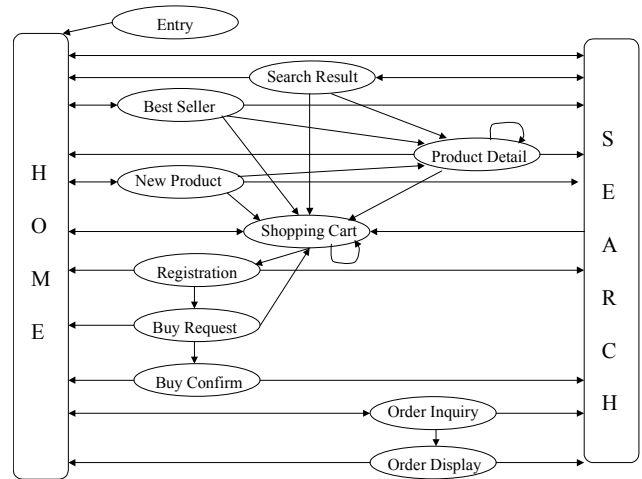 Entry
Search Result
Best Seller
Product Detail
New Product
Shopping Cart
Registration
Buy Request
Buy Confirm
Order Inquiry
Order Display
H
O
M
E
S
E
A
R
C
H